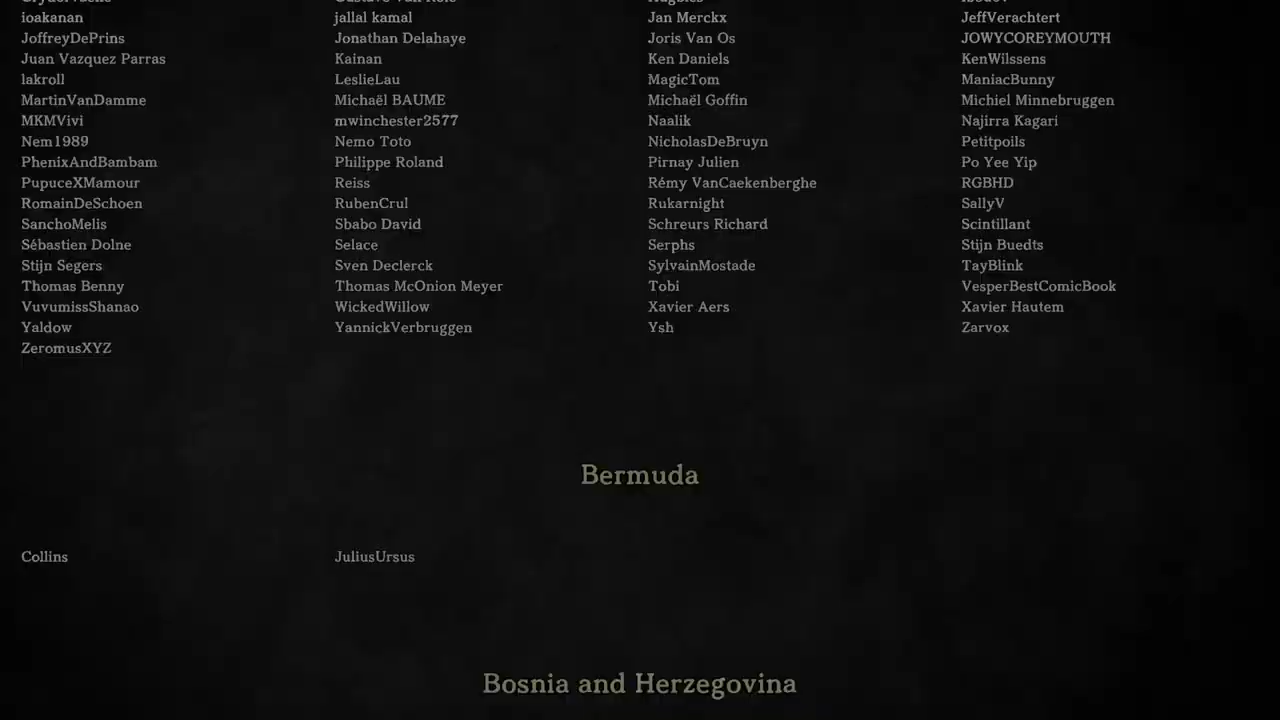 ioakanan jallal kamal Jan Merckx JeffVerachtert
JoffreyDePrins Jonathan Delahaye Joris Van Os JOWYCOREYMOUTH
Juan Vazquez Parras Kainan Ken Daniels KenWilssens
lakroll LeslieLau MagicTom ManiacBunny
MartinVanDamme Michaël BAUME Michaël Goffin Michiel Minnebruggen
MKMVivi mwinchester2577 Naalik Najirra Kagari
Nem1989 Nemo Toto NicholasDeBruyn Petitpoils
PhenixAndBambam Philippe Roland Pirnay Julien Po Yee Yip
PupuceXMamour Reiss Rémy VanCaekenberghe RGBHD
RomainDeSchoen RubenCrul Rukarnight SallyV
SanchoMelis Sbabo David Schreurs Richard Scintillant
Sébastien Dolne Selace Serphs Stijn Buedts
Stijn Segers Sven Declerck SylvainMostade TayBlink
Thomas Benny Thomas McOnion Meyer Tobi VesperBestComicBook
VuvumissShanao WickedWillow Xavier Aers Xavier Hautem
Yaldow YannickVerbruggen Ysh Zarvox
ZeromusXYZ
Bermuda
Collins JuliusUrsus
Bosnia and Herzegovina